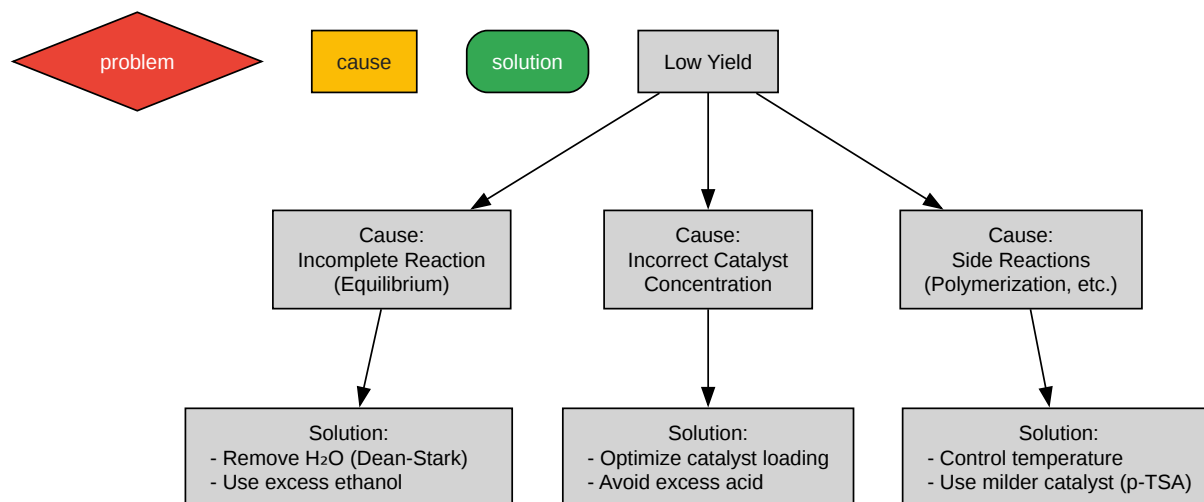 problem
cause
solution
Low Yield
Cause:
Incomplete Reaction
(Equilibrium)
Cause:
Incorrect Catalyst
Concentration
Cause:
Side Reactions
(Polymerization, etc.)
Solution:
- Remove H₂O (Dean-Stark)
- Use excess ethanol
Solution:
- Optimize catalyst loading
- Avoid excess acid
Solution:
- Control temperature
- Use milder catalyst (p-TSA)